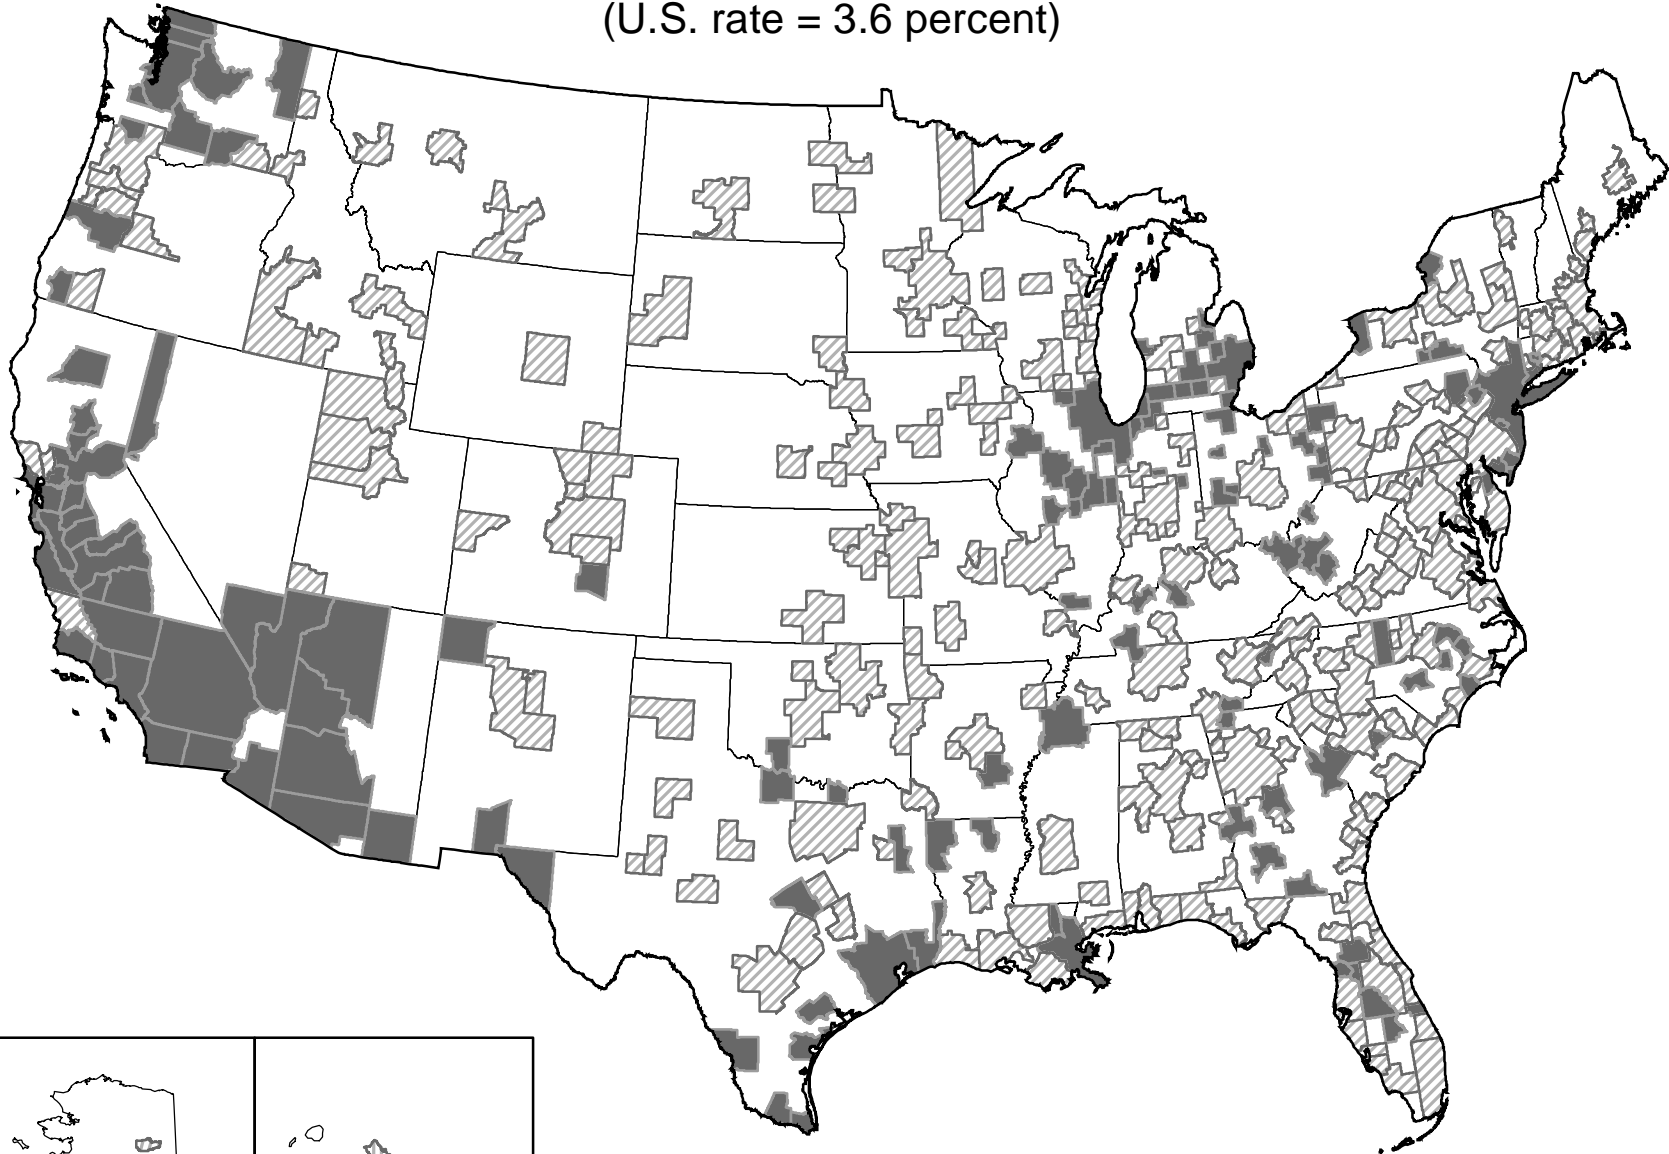 (U.S. rate = 3.6 percent)